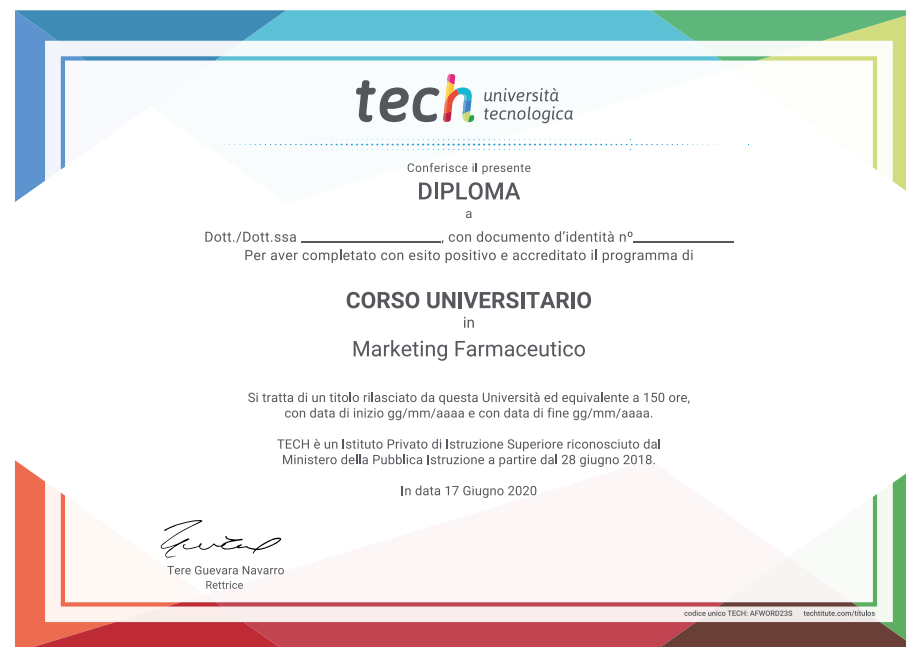 tech università
tecnologica
Conferisce il presente
DIPLOMA
a
Dott./Dott.ssa ____________________, con documento d'identità nº______________
Per aver completato con esito positivo e accreditato il programma di
CORSO UNIVERSITARIO
in
Marketing Farmaceutico
Si tratta di un titolo rilasciato da questa Università ed equivalente a 150 ore,
con data di inizio gg/mm/aaaa e con data di fine gg/mm/aaaa.
TECH è un Istituto Privato di Istruzione Superiore riconosciuto dal
Ministero della Pubblica Istruzione a partire dal 28 giugno 2018.
In data 17 Giugno 2020
Tere Guevara Navarro
Rettrice
codice unico TECH: AFWORD23S techtitute.com/títulos